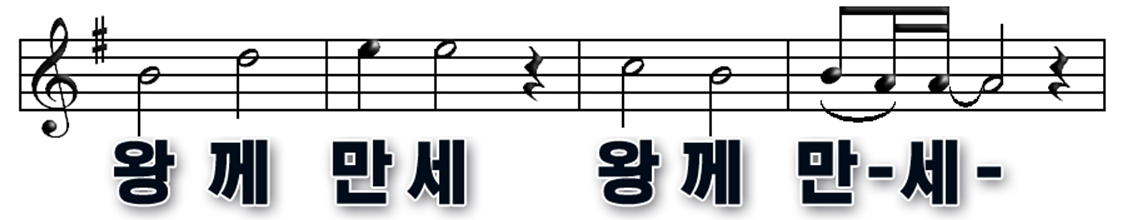 왕 께 만 세 왕 께 만 - 세 -